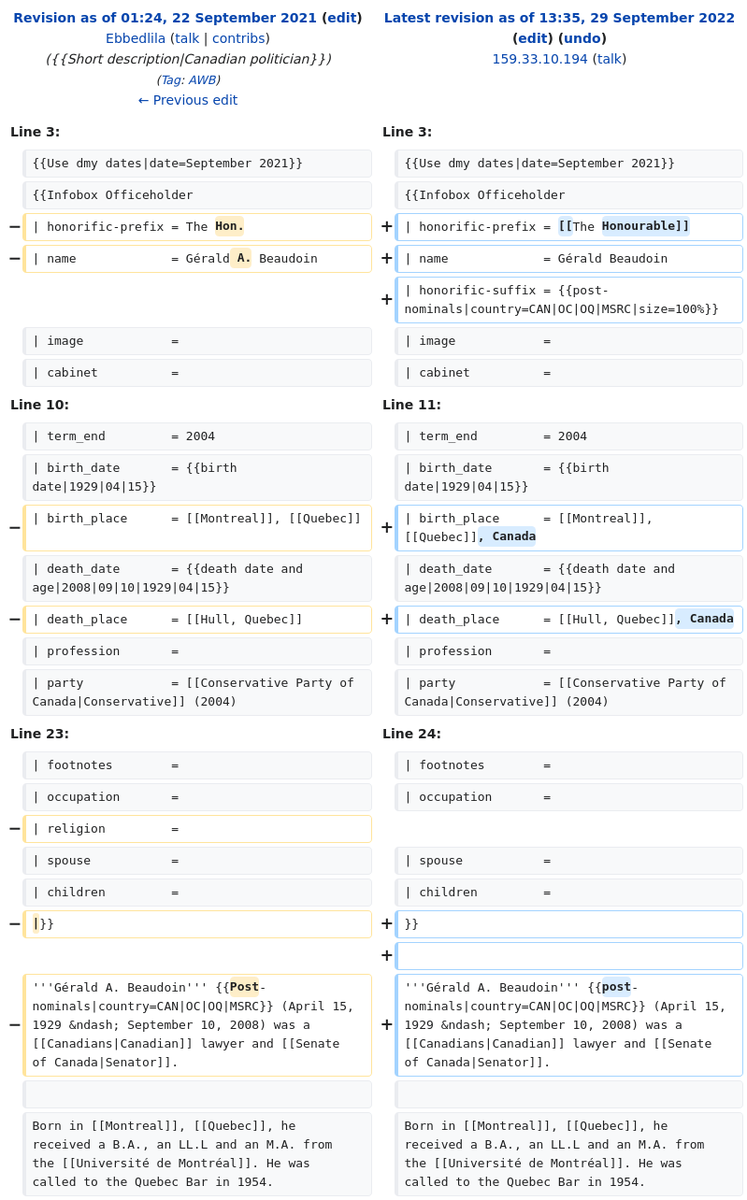 Revision as of 01:24, 22 September 2021 (edit)
Ebbedlila (talk | contribs)
({{Short description|Canadian politician}})
(Tag: AWB)
← Previous edit
Latest revision as of 13:35, 29 September 2022
(edit) (undo)
159.33.10.194 (talk)
Line 3:
Line 3:
{{Use dmy dates|date=September 2021}}
{{Use dmy dates|date=September 2021}}
{{Infobox Officeholder
{{Infobox Officeholder
− | honorific-prefix = The Hon.
+ | honorific-prefix = [[The Honourable]]
− | name = Gérald A. Beaudoin
+ | name = Gérald Beaudoin
+ | honorific-suffix = {{post-
nominals|country=CAN|OC|OQ|MSRC|size=100%}}
| image =
| image =
| cabinet =
| cabinet =
Line 10:
Line 11:
| term_end = 2004
| term_end = 2004
| birth_date = {{birth
date|1929|04|15}}
| birth_date = {{birth
date|1929|04|15}}
− | birth_place = [[Montreal]], [[Quebec]]
+ | birth_place = [[Montreal]],
[[Quebec]], Canada
| death_date = {{death date and
age|2008|09|10|1929|04|15}}
| death_date = {{death date and
age|2008|09|10|1929|04|15}}
− | death_place = [[Hull, Quebec]]
+ | death_place = [[Hull, Quebec]], Canada
| profession =
| profession =
| party = [[Conservative Party of
Canada|Conservative]] (2004)
| party = [[Conservative Party of
Canada|Conservative]] (2004)
Line 23:
Line 24:
| footnotes =
| footnotes =
| occupation =
| occupation =
− | religion =
| spouse =
| spouse =
| children =
| children =
− |}}
+ }}
+
− '''Gérald A. Beaudoin''' {{Post-
nominals|country=CAN|OC|OQ|MSRC}} (April 15,
1929 &ndash; September 10, 2008) was a
[[Canadians|Canadian]] lawyer and [[Senate
of Canada|Senator]].
+ '''Gérald A. Beaudoin''' {{post-
nominals|country=CAN|OC|OQ|MSRC}} (April 15,
1929 &ndash; September 10, 2008) was a
[[Canadians|Canadian]] lawyer and [[Senate
of Canada|Senator]].
Born in [[Montreal]], [[Quebec]], he
received a B.A., an LL.L and an M.A. from
the [[Université de Montréal]]. He was
called to the Quebec Bar in 1954.
Born in [[Montreal]], [[Quebec]], he
received a B.A., an LL.L and an M.A. from
the [[Université de Montréal]]. He was
called to the Quebec Bar in 1954.